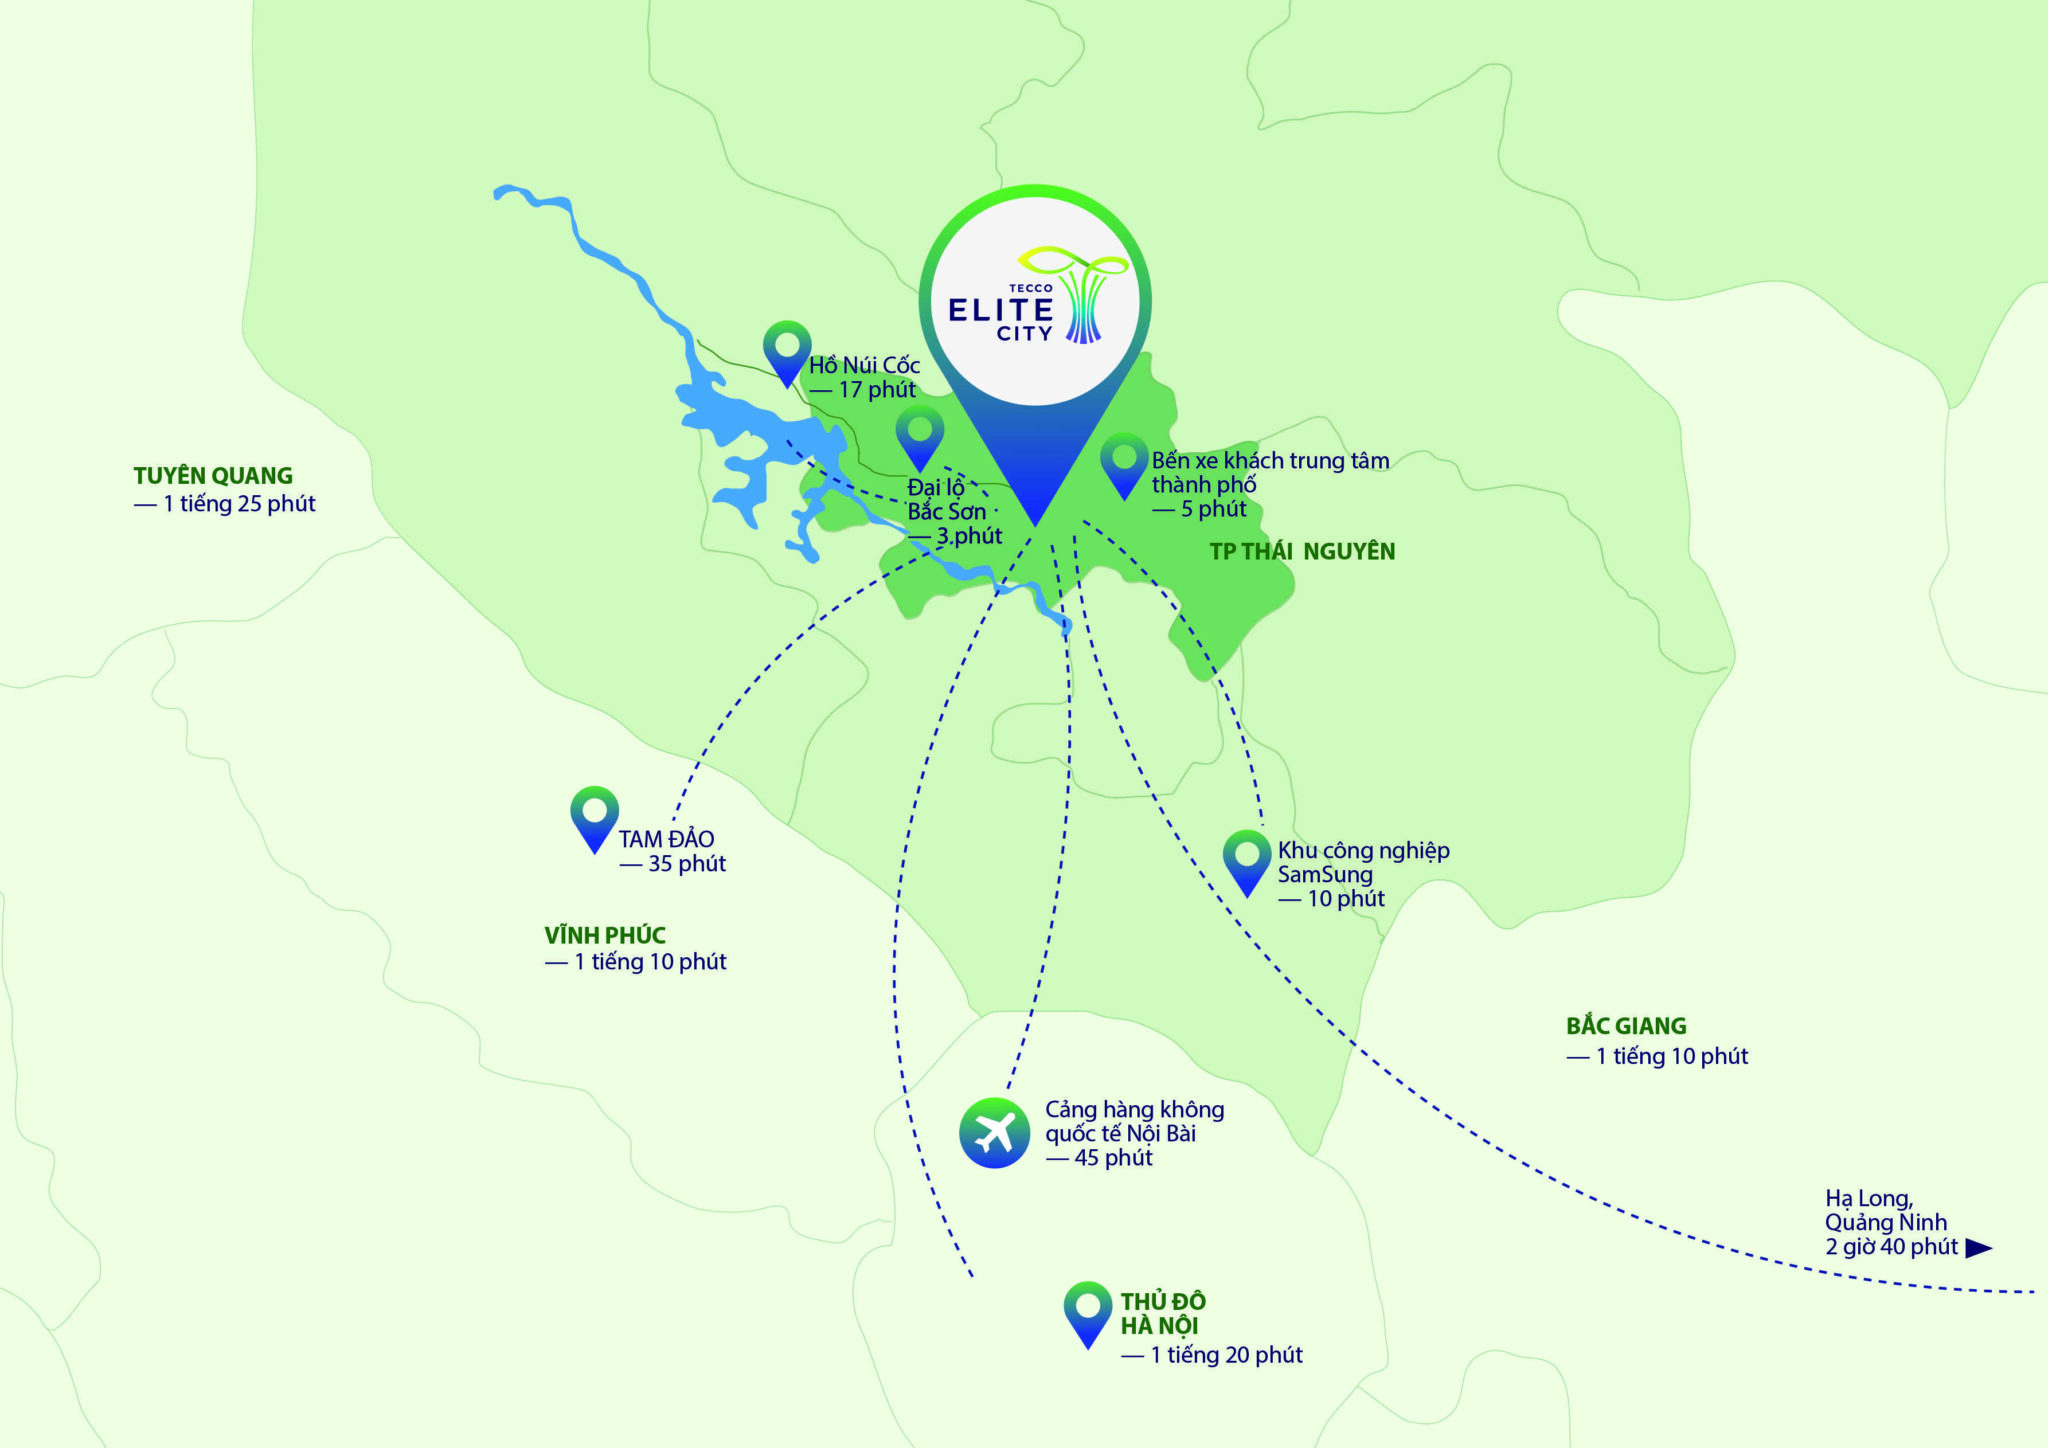 TECCO
ELITE
CITY
Hồ Núi Cốc
— 17 phút
Đại lộ
Bắc Sơn
— 3 phút
Bến xe khách trung tâm
thành phố
— 5 phút
TUYÊN QUANG
— 1 tiếng 25 phút
TP THÁI NGUYÊN
TAM ĐẢO
— 35 phút
Khu công nghiệp
SamSung
— 10 phút
VĨNH PHÚC
— 1 tiếng 10 phút
BẮC GIANG
— 1 tiếng 10 phút
Cảng hàng không
quốc tế Nội Bài
— 45 phút
Hạ Long,
Quảng Ninh
2 giờ 40 phút
THỦ ĐÔ
HÀ NỘI
— 1 tiếng 20 phút